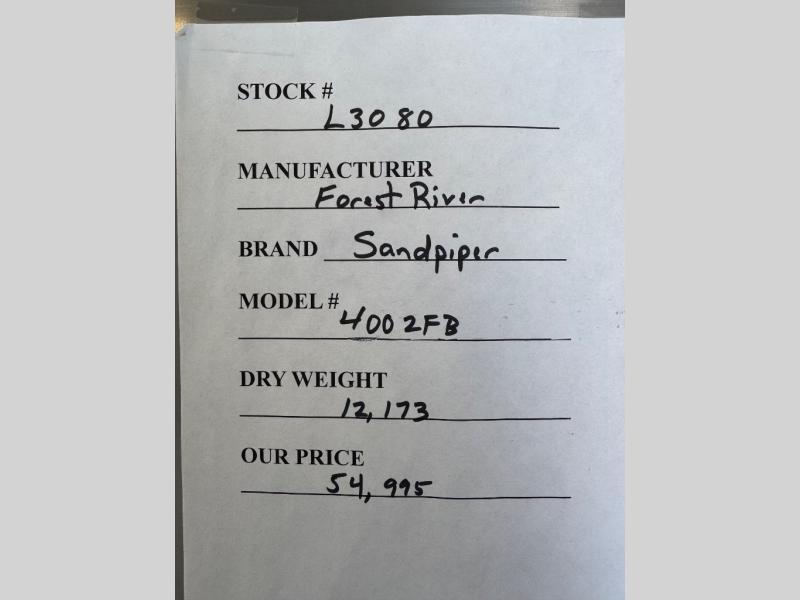 STOCK #
L3080
MANUFACTURER
Forest River
BRAND Sandpiper
MODEL #
4002FB
DRY WEIGHT
12,173
OUR PRICE
54,995